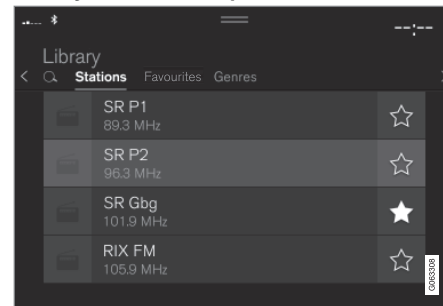 --:--
Library
Stations Favourites Genres
SR P1
89.3 MHz
SR P2
96.3 MHz
SR Gbg
101.9 MHz
RIX FM
105.9 MHz
G063308